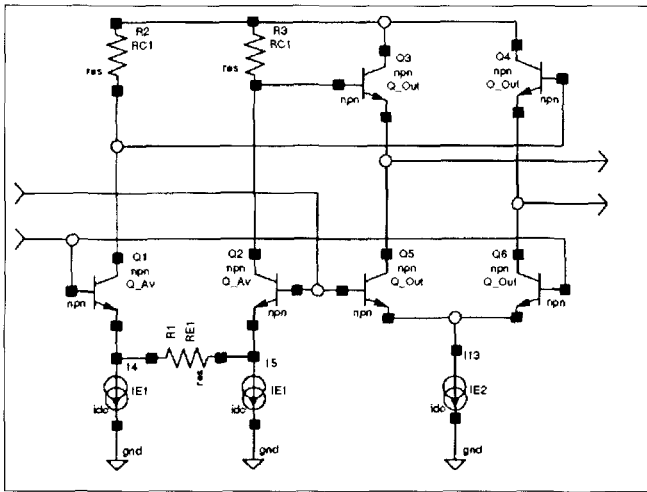 R2
RC1
res
R3
RC1
res
Q3
npn
Q_Out
npn
Q4
npn
Q_Out
npn
Q1
npn
Q_Av
npn
Q2
npn
Q_Av
npn
Q5
npn
Q_Out
npn
Q6
npn
Q_Out
npn
R1
RE1
res
I4
IE1
idc
gnd
I5
IE1
idc
gnd
I13
IE2
idc
gnd